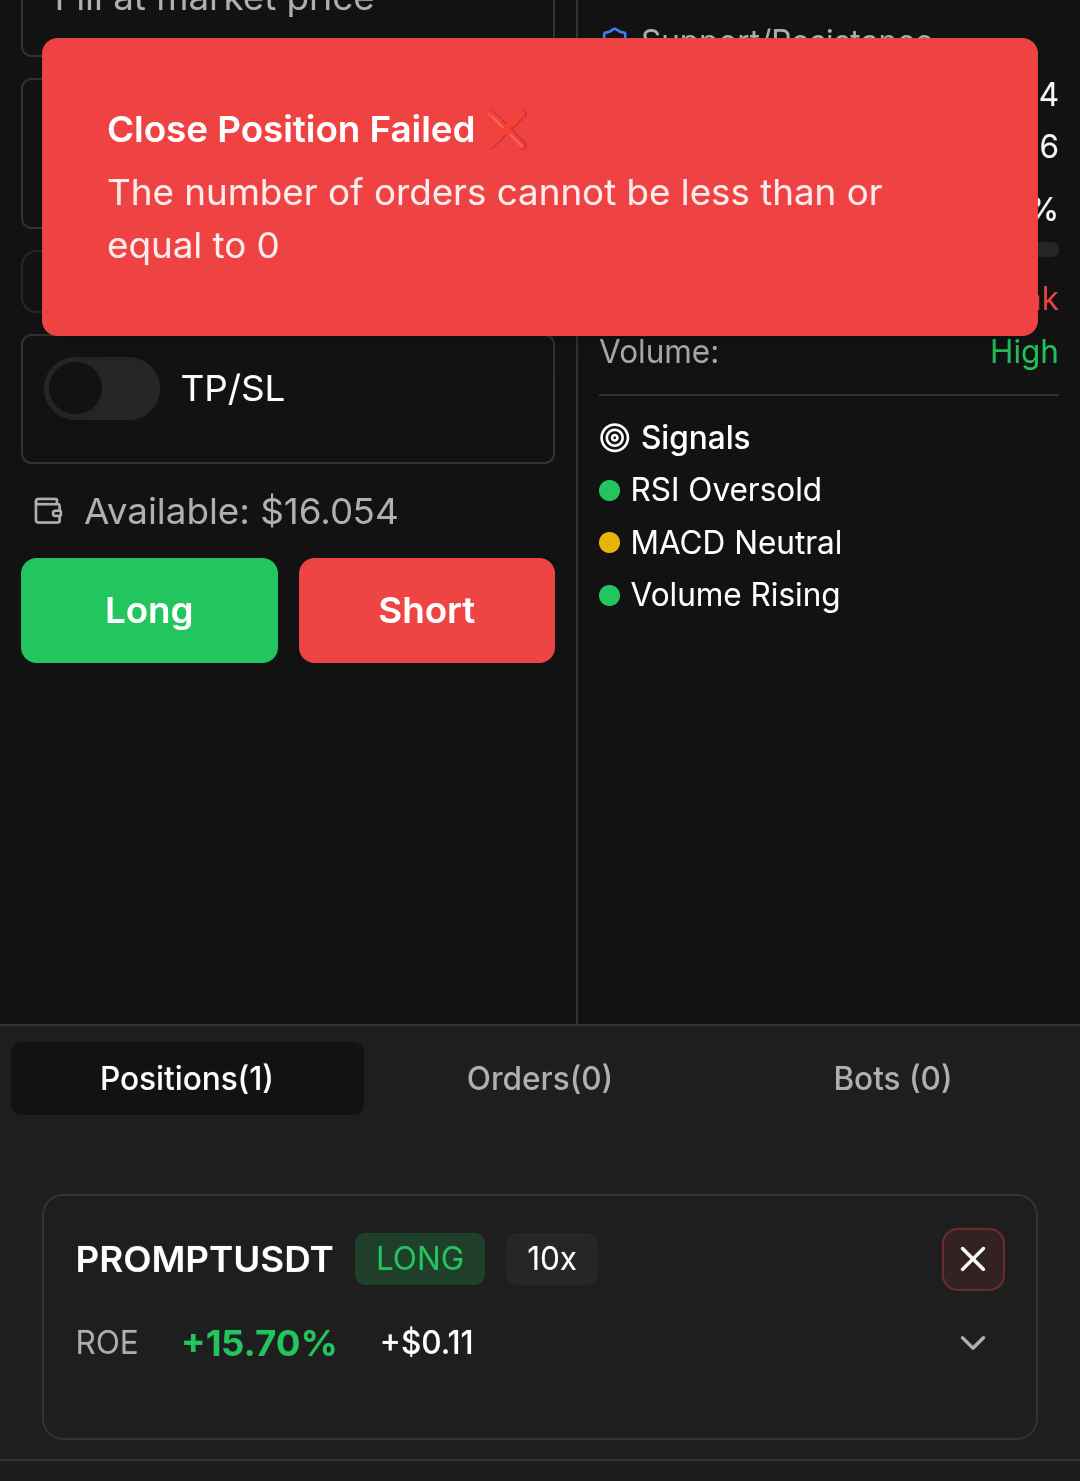 Fill at market price
Support/Resistance
Close Position Failed ❌
The number of orders cannot be less than or
equal to 0
4
6
%
k
TP/SL
Volume: High
Signals
Available: $16.054
RSI Oversold
MACD Neutral
Long Short
Volume Rising
Positions(1) Orders(0) Bots (0)
PROMPTUSDT LONG 10x
ROE +15.70% +$0.11